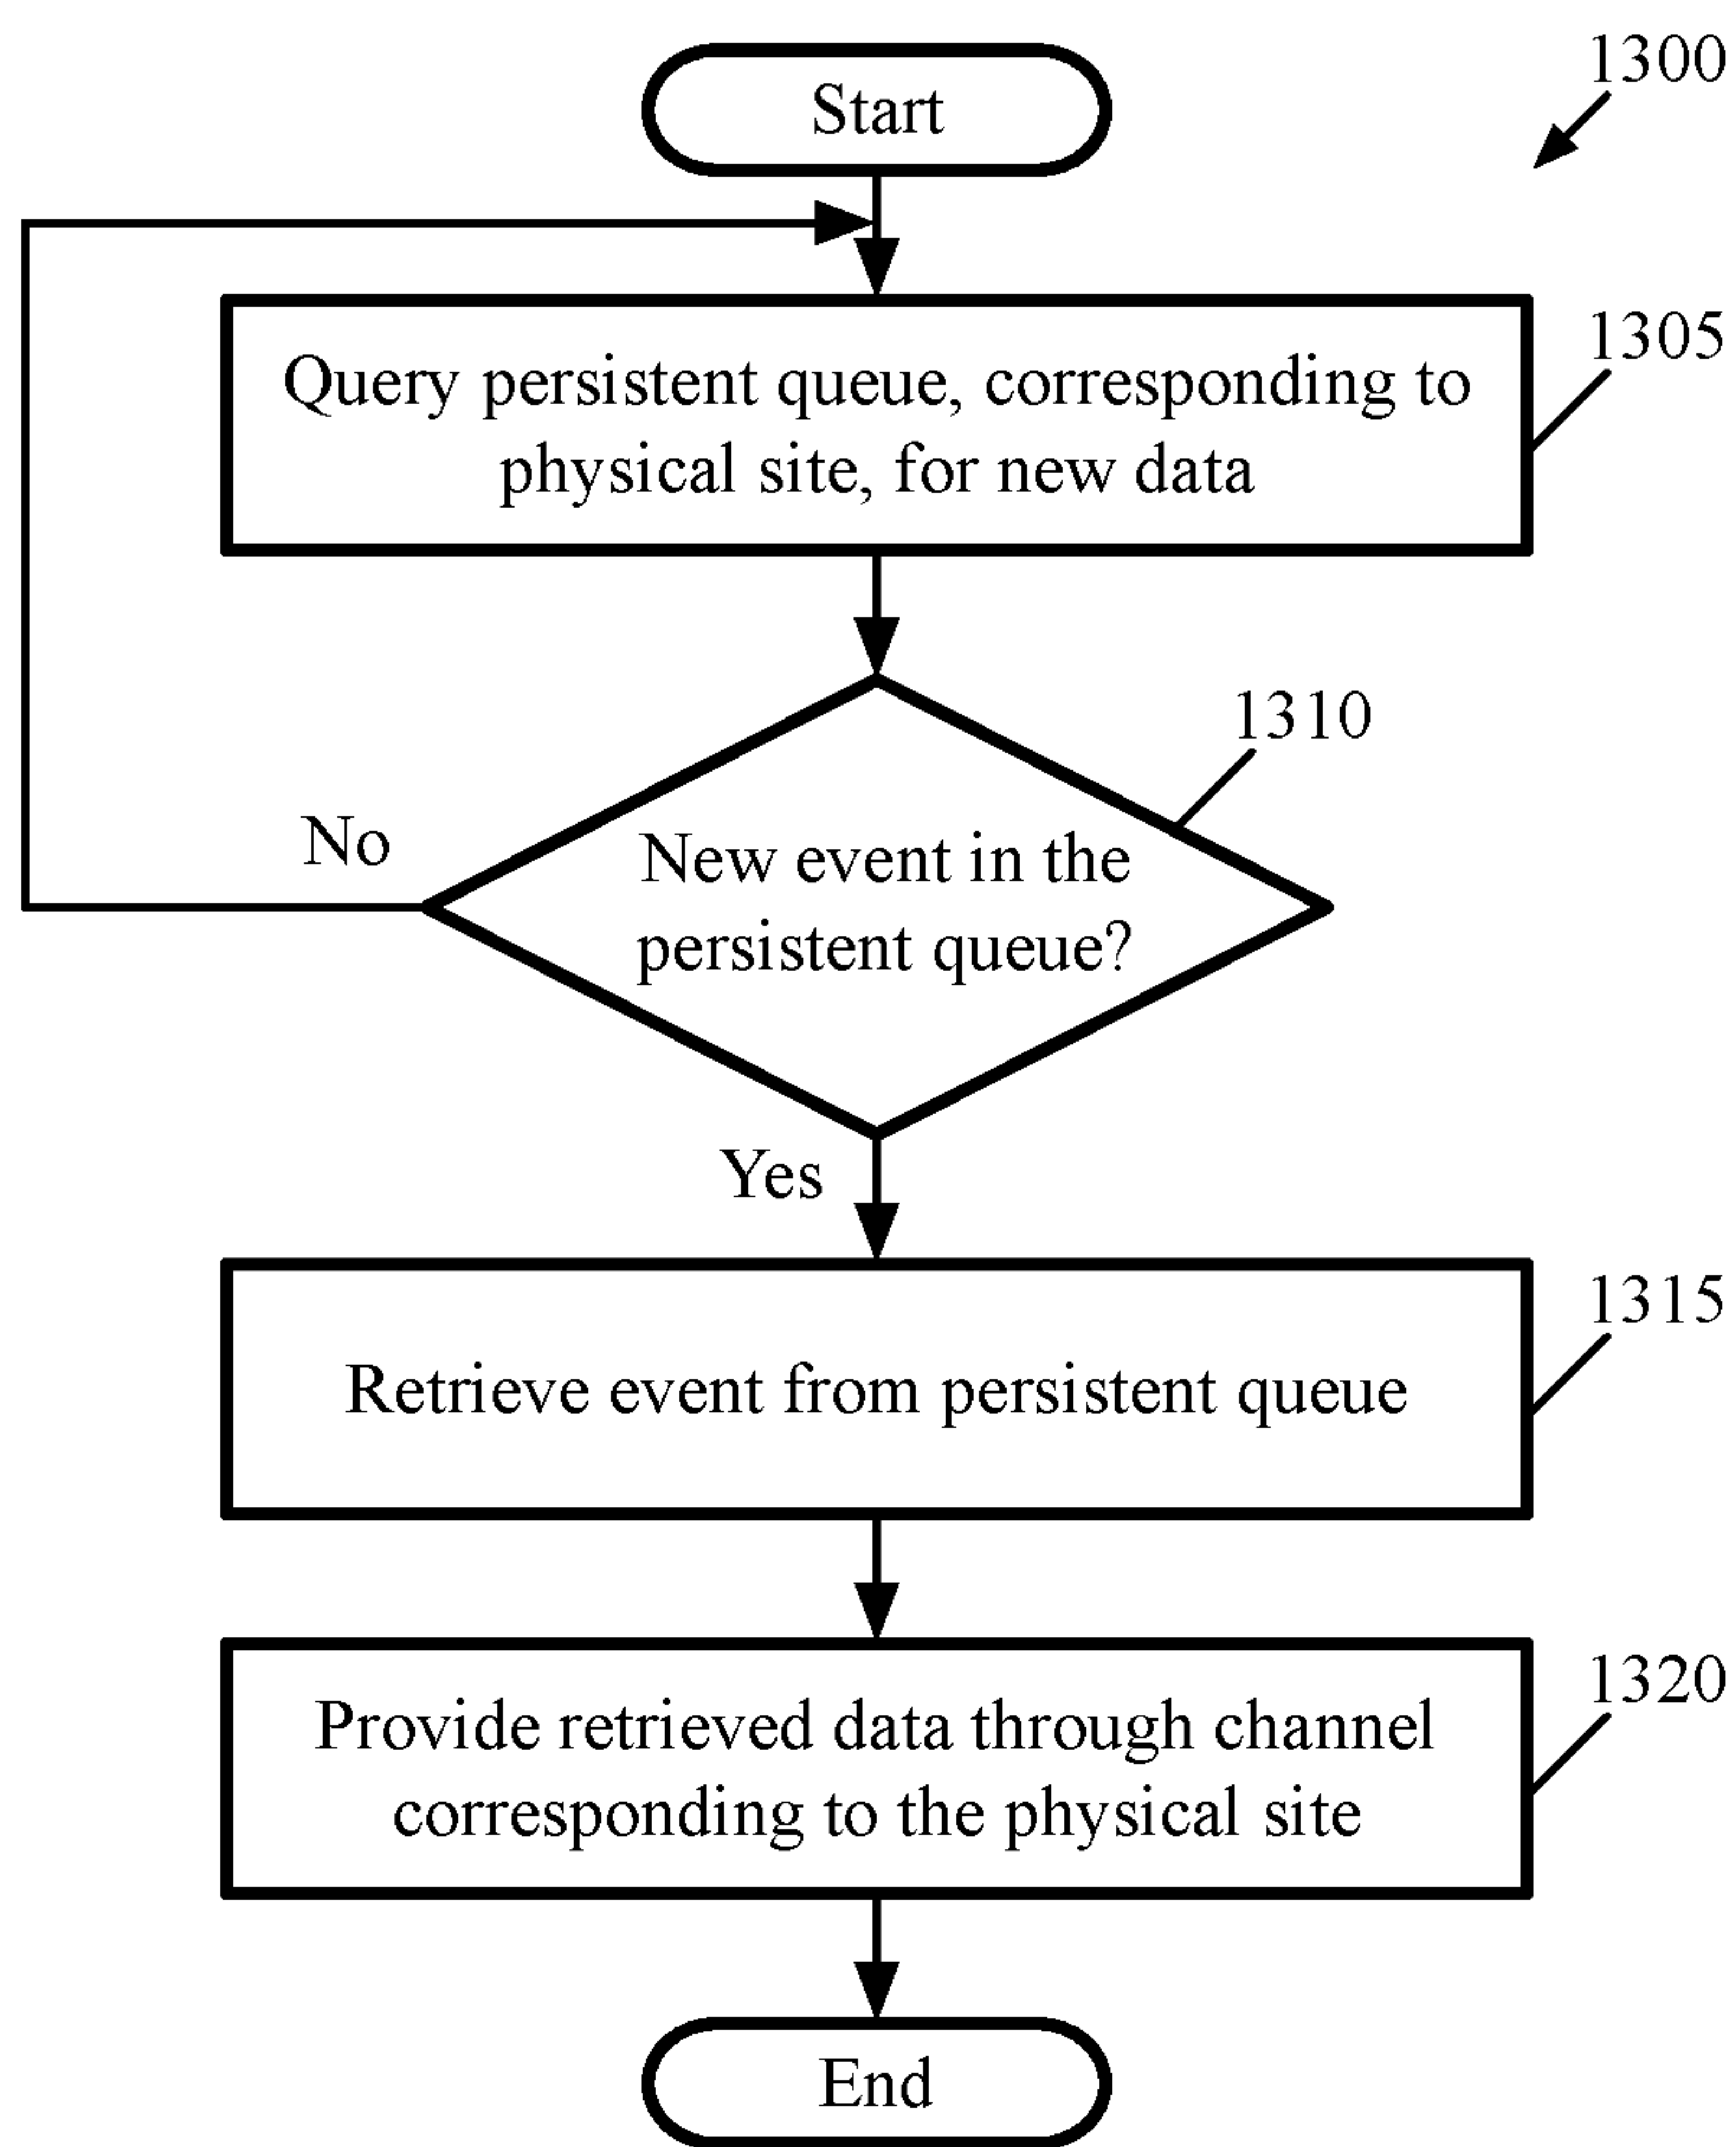 1300
Start
1305
Query persistent queue, corresponding to
physical site, for new data
1310
No
New event in the
persistent queue?
Yes
1315
Retrieve event from persistent queue
1320
Provide retrieved data through channel
corresponding to the physical site
End